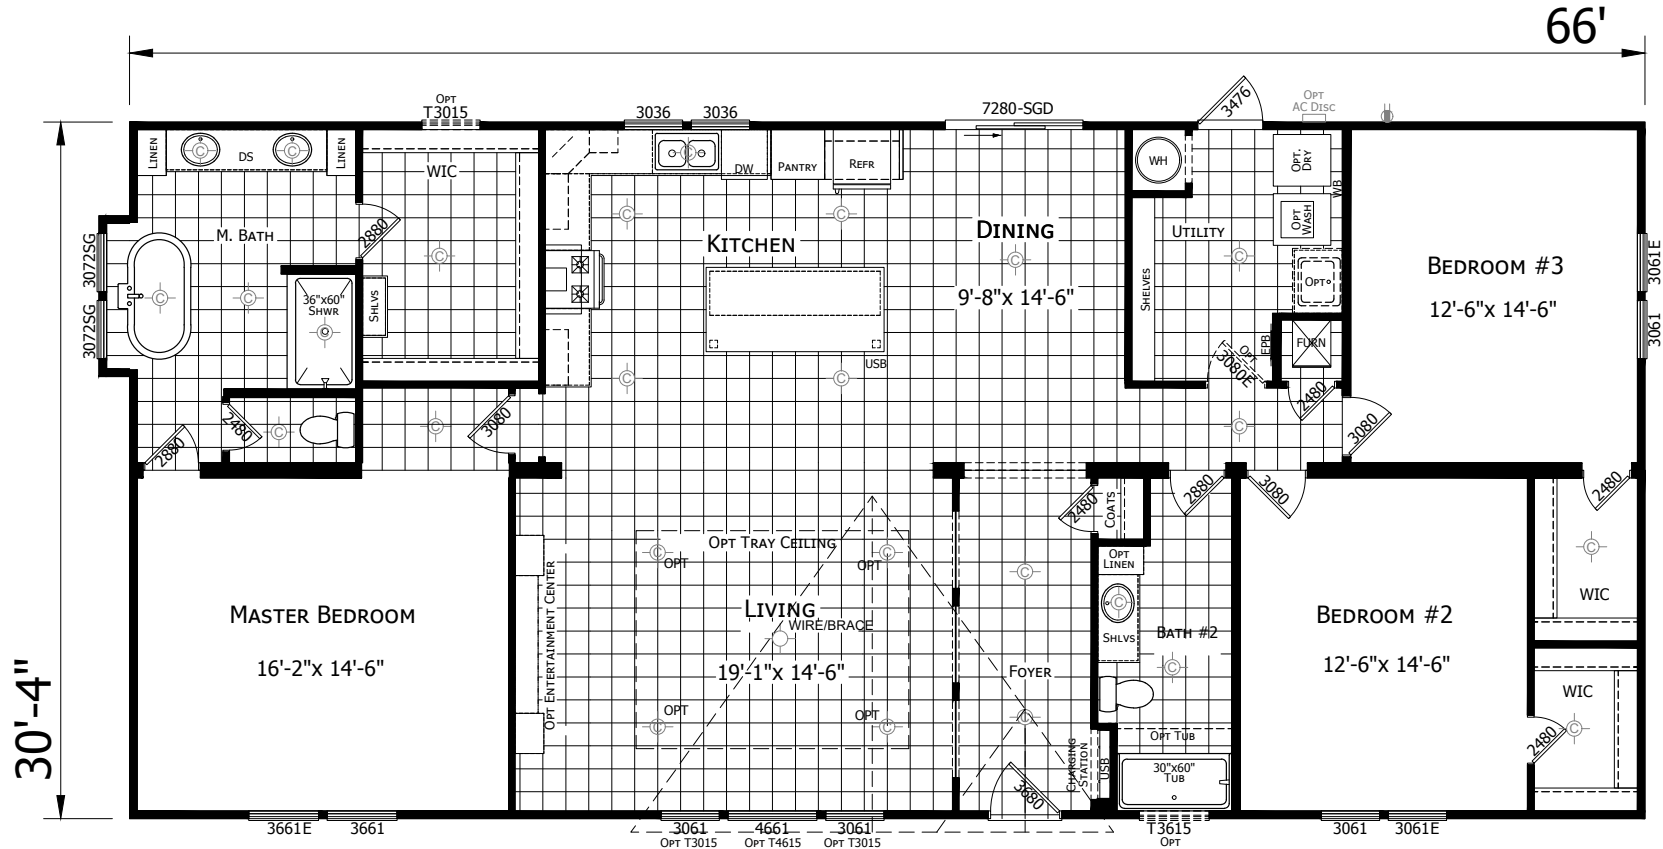 66'
30'-4"
OPT
T3015
3036
3036
7280-SGD
3476
OPT
AC DISC
LINEN
DS
LINEN
WIC
DW
PANTRY
REFR
WH
OPT.
DRY
WB
OPT
WASH
M. BATH
2880
3072SG
3072SG
36"x60"
SHWR
SHLVS
KITCHEN
DINING
9'-8"x 14'-6"
USB
UTILITY
SHELVES
OPT
EPB
FURN
OPT
3080E
2480
BEDROOM #3
12'-6"x 14'-6"
3061E
3061
2880
2480
3080
3080
2480
2880
3080
2480
COATS
MASTER BEDROOM
16'-2"x 14'-6"
OPT ENTERTAINMENT CENTER
OPT TRAY CEILING
OPT
OPT
LIVING
WIRE/BRACE
19'-1"x 14'-6"
OPT
OPT
FOYER
OPT
LINEN
SHLVS
BATH #2
OPT TUB
30"x60"
TUB
CHARGING
STATION
USB
3680
BEDROOM #2
12'-6"x 14'-6"
WIC
WIC
2480
3661E
3661
3061
OPT T3015
4661
OPT T4615
3061
OPT T3015
T3615
OPT
3061
3061E